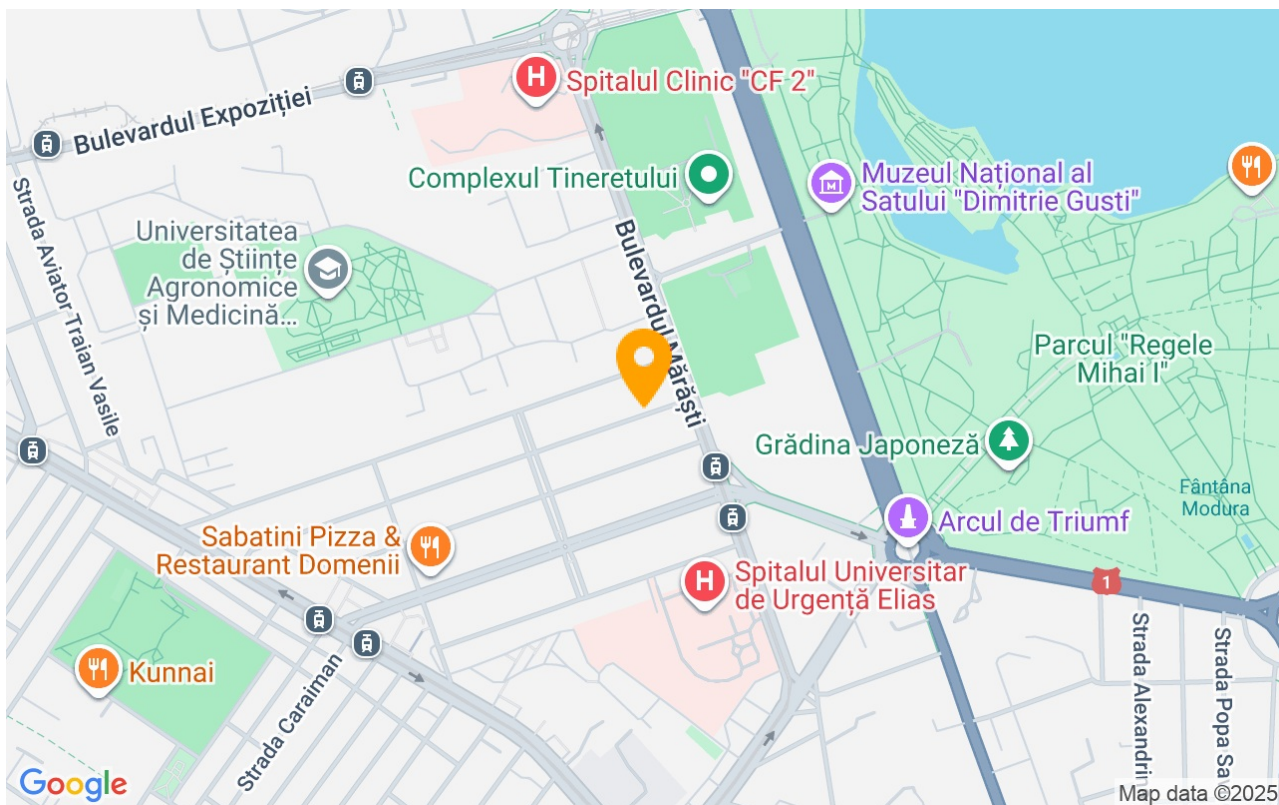 Spitalul Clinic "CF 2"
Bulevardul Expoziției
Complexul Tineretului
Muzeul Național al
Satului "Dimitrie Gusti"
Strada Aviator Traian Vasile
Universitatea
de Științe
Agronomice
și Medicină...
Bulevardul Mărăști
Parcul "Regele
Mihai I"
Grădina Japoneză
Fântâna
Modura
Arcul de Triumf
Sabatini Pizza &
Restaurant Domenii
Spitalul Universitar
de Urgență Elias
1
Kunnai
Strada Caraiman
Strada Alexandrin
Strada Popa Sav
Google
Map data ©2025
H
H
M